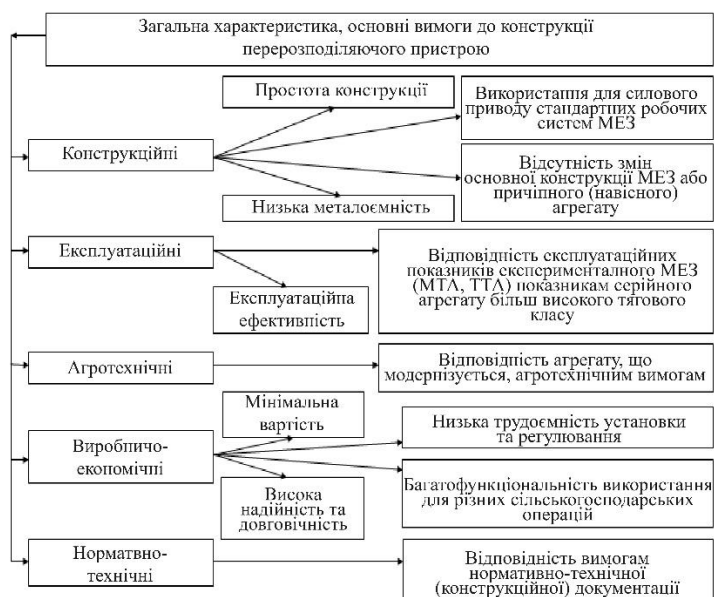 Загальна характеристика, основні вимоги до конструкції
перерозподіляючого пристрою
Простота конструкції
Використання для силового
приводу стандартних робочих
систем МЕЗ
Конструкційні
Відсутність змін
основної конструкції МЕЗ або
причіпного (навісного)
агрегату
Низька металоємність
Експлуатаційні
Відповідність експлуатаційних
показників експерименталного МЕЗ
(МТА, ТТА) показникам серійного
агрегату більш високого тягового
класу
Експлуатаційна
ефективність
Агротехнічні
Відповідність агрегату, що
модернізується, агротехнічним вимогам
Мінімальна
вартість
Низька трудоємність установки
та регулювання
Виробничо-
економічні
Багатофункціональність використання
для різних сільськогосподарських
операцій
Висока
надійність та
довговічність
Норматвно-
технічні
Відповідність вимогам
нормативно-технічної
(конструкційної) документації